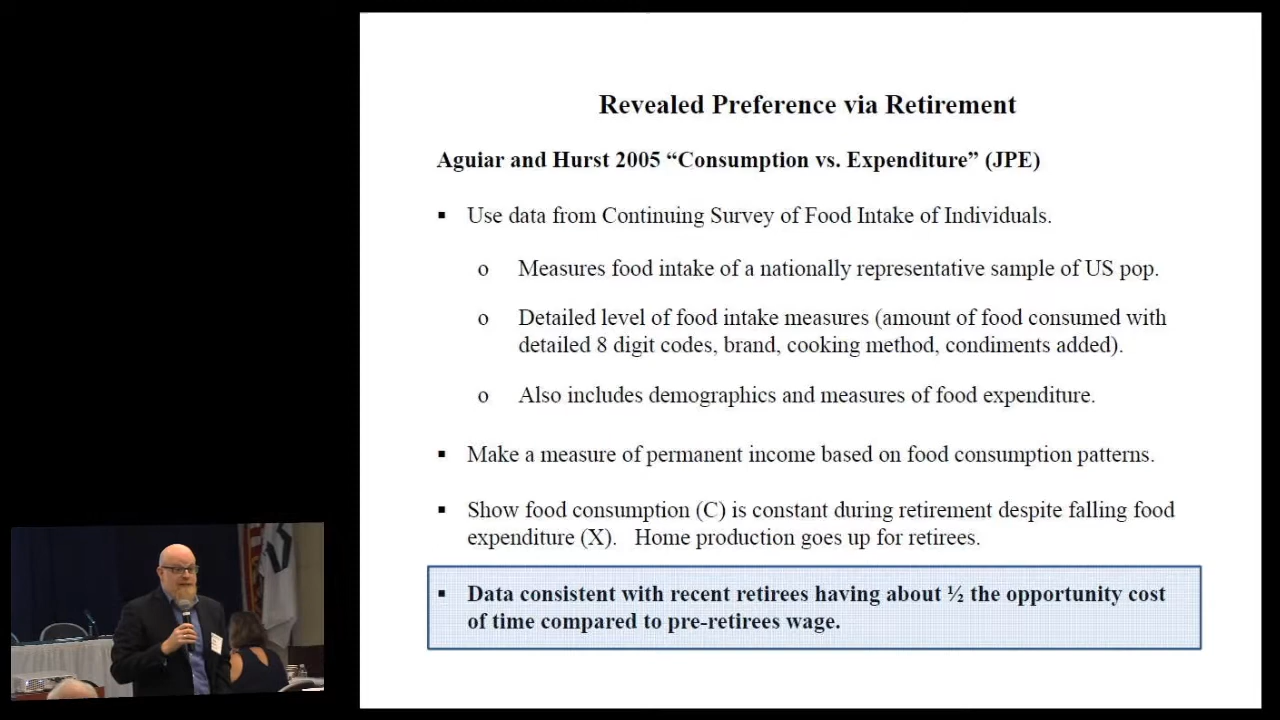 Revealed Preference via Retirement
Aguiar and Hurst 2005 “Consumption vs. Expenditure” (JPE)
▪ Use data from Continuing Survey of Food Intake of Individuals.
o Measures food intake of a nationally representative sample of US pop.
o Detailed level of food intake measures (amount of food consumed with
detailed 8 digit codes, brand, cooking method, condiments added).
o Also includes demographics and measures of food expenditure.
▪ Make a measure of permanent income based on food consumption patterns.
▪ Show food consumption (C) is constant during retirement despite falling food
expenditure (X). Home production goes up for retirees.
▪ Data consistent with recent retirees having about ½ the opportunity cost
of time compared to pre-retirees wage.